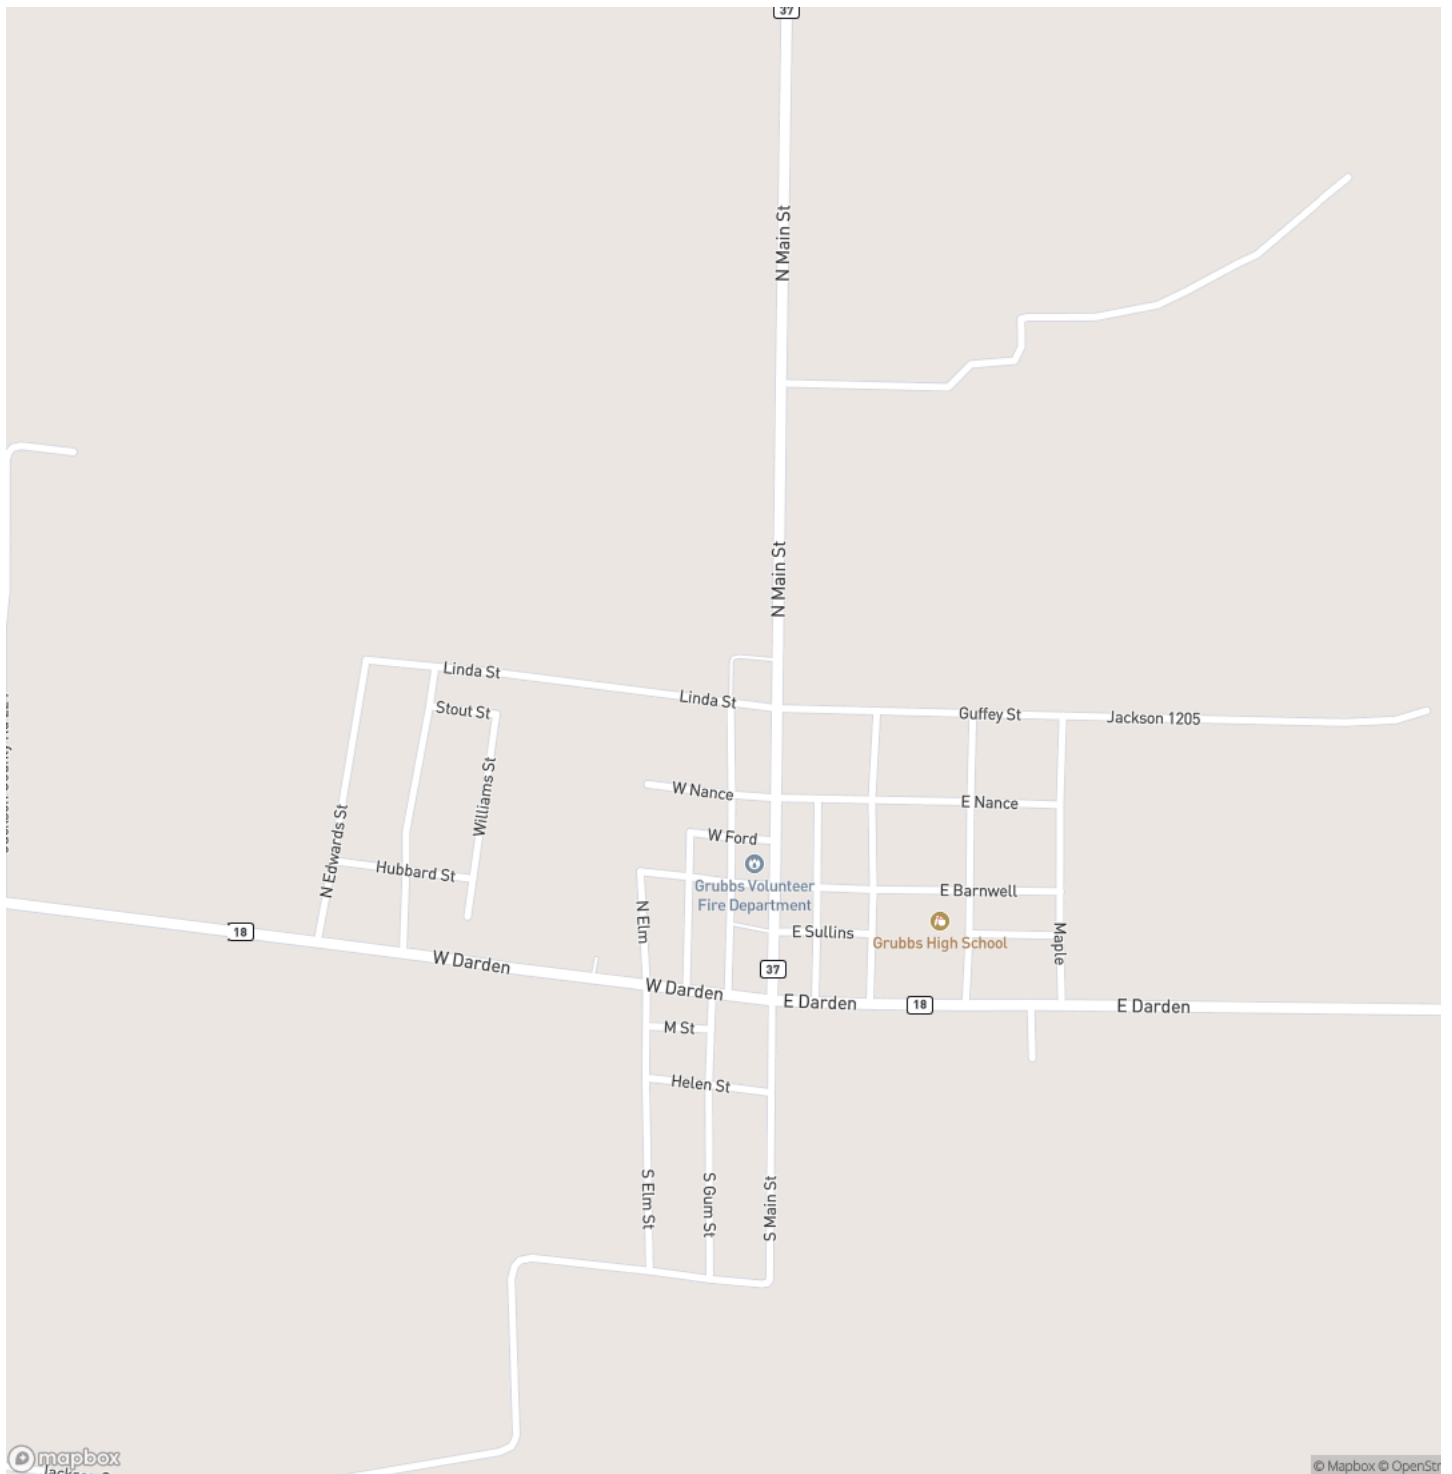 37
N Main St
N Main St
Linda St
Linda St
Stout St
Guffey St
Jackson 1205
Williams St
W Nance
E Nance
N Edwards St
W Ford
Hubbard St
Grubbs Volunteer
Fire Department
E Barnwell
N Elm
E Sullins
Grubbs High School
Maple
18
W Darden
37
W Darden
E Darden
18
E Darden
M St
Helen St
S Elm St
S Gum St
S Main St
mapbox
© Mapbox © OpenStr